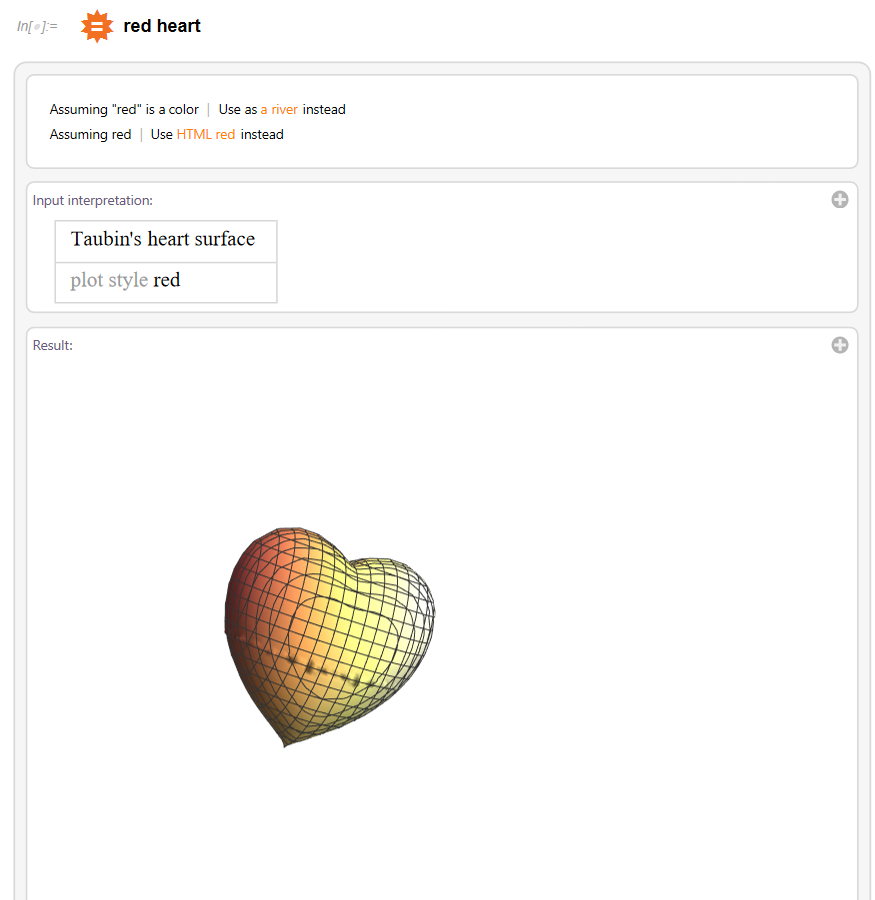 In[●]:= = red heart
Assuming "red" is a color | Use as a river instead
Assuming red | Use HTML red instead
Input interpretation:
Taubin's heart surface
plot style red
Result: